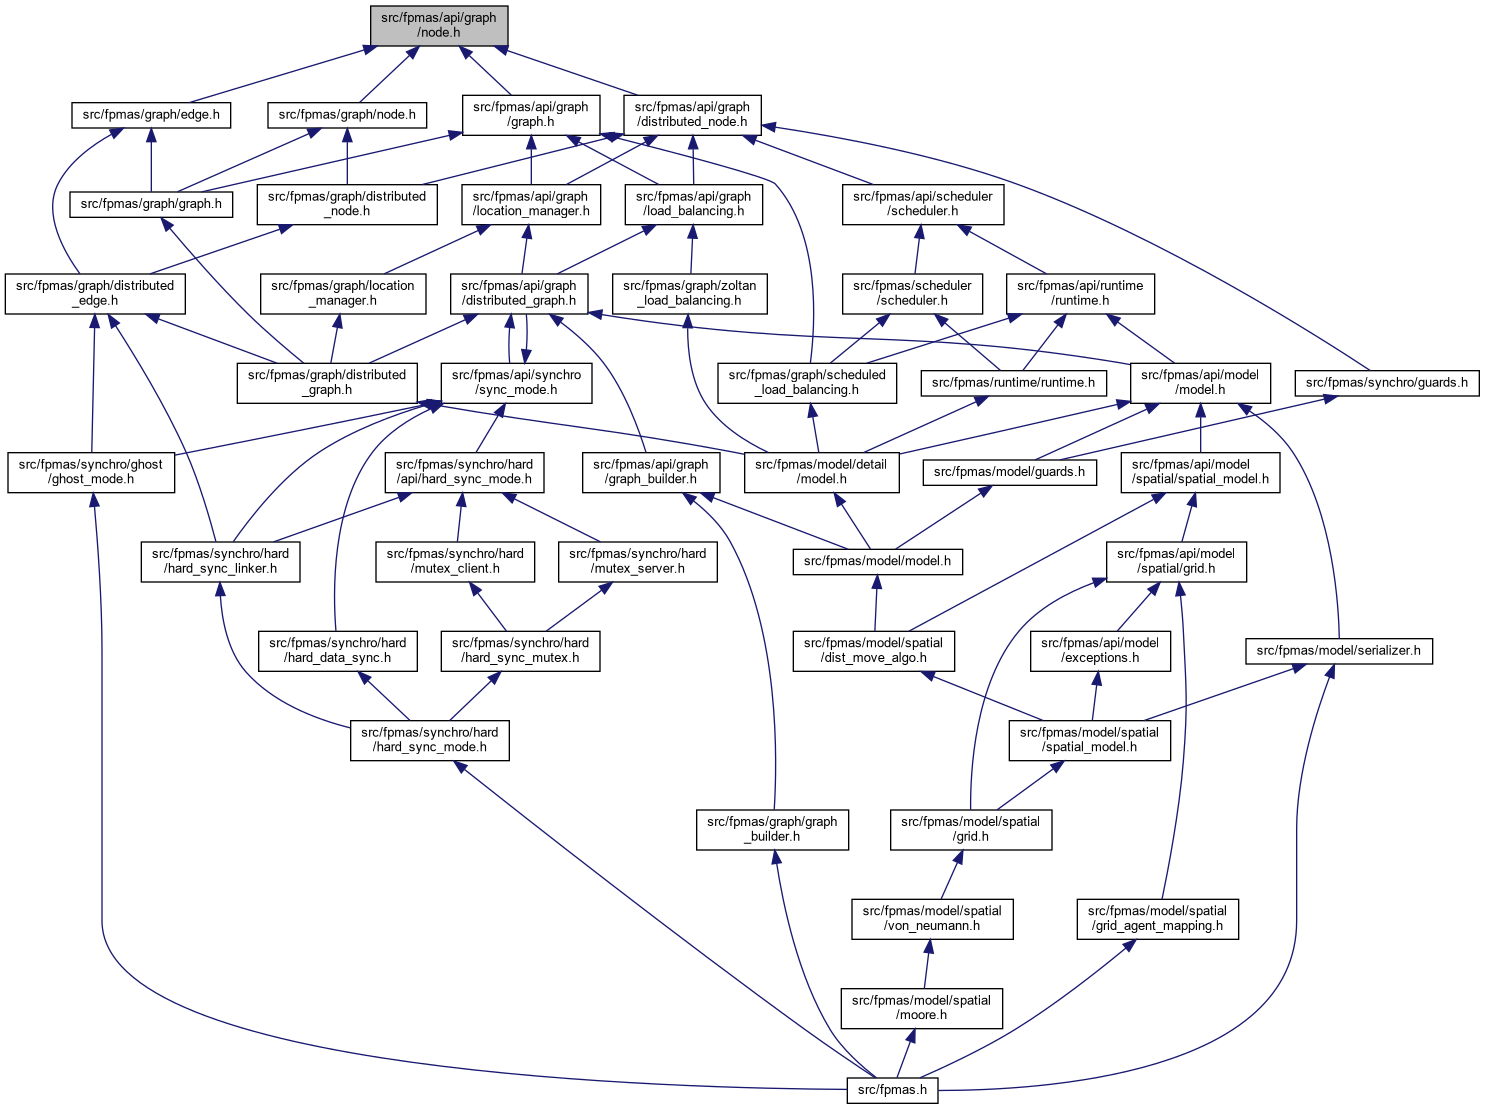 src/fpmas/api/graph
/node.h
src/fpmas/graph/edge.h
src/fpmas/graph/node.h
src/fpmas/api/graph
/graph.h
src/fpmas/api/graph
/distributed_node.h
src/fpmas/graph/graph.h
src/fpmas/graph/distributed
_node.h
src/fpmas/api/graph
/location_manager.h
src/fpmas/api/graph
/load_balancing.h
src/fpmas/api/scheduler
/scheduler.h
src/fpmas/graph/distributed
_edge.h
src/fpmas/graph/location
_manager.h
src/fpmas/api/graph
/distributed_graph.h
src/fpmas/graph/zoltan
_load_balancing.h
src/fpmas/scheduler
/scheduler.h
src/fpmas/api/runtime
/runtime.h
src/fpmas/graph/distributed
_graph.h
src/fpmas/api/synchro
/sync_mode.h
src/fpmas/graph/scheduled
_load_balancing.h
src/fpmas/runtime/runtime.h
src/fpmas/api/model
/model.h
src/fpmas/synchro/guards.h
src/fpmas/synchro/ghost
/ghost_mode.h
src/fpmas/synchro/hard
/api/hard_sync_mode.h
src/fpmas/api/graph
/graph_builder.h
src/fpmas/model/detail
/model.h
src/fpmas/model/guards.h
src/fpmas/api/model
/spatial/spatial_model.h
src/fpmas/synchro/hard
/hard_sync_linker.h
src/fpmas/synchro/hard
/mutex_client.h
src/fpmas/synchro/hard
/mutex_server.h
src/fpmas/model/model.h
src/fpmas/api/model
/spatial/grid.h
src/fpmas/synchro/hard
/hard_data_sync.h
src/fpmas/synchro/hard
/hard_sync_mutex.h
src/fpmas/model/spatial
/dist_move_algo.h
src/fpmas/api/model
/exceptions.h
src/fpmas/model/serializer.h
src/fpmas/synchro/hard
/hard_sync_mode.h
src/fpmas/model/spatial
/spatial_model.h
src/fpmas/graph/graph
_builder.h
src/fpmas/model/spatial
/grid.h
src/fpmas/model/spatial
/von_neumann.h
src/fpmas/model/spatial
/grid_agent_mapping.h
src/fpmas/model/spatial
/moore.h
src/fpmas.h